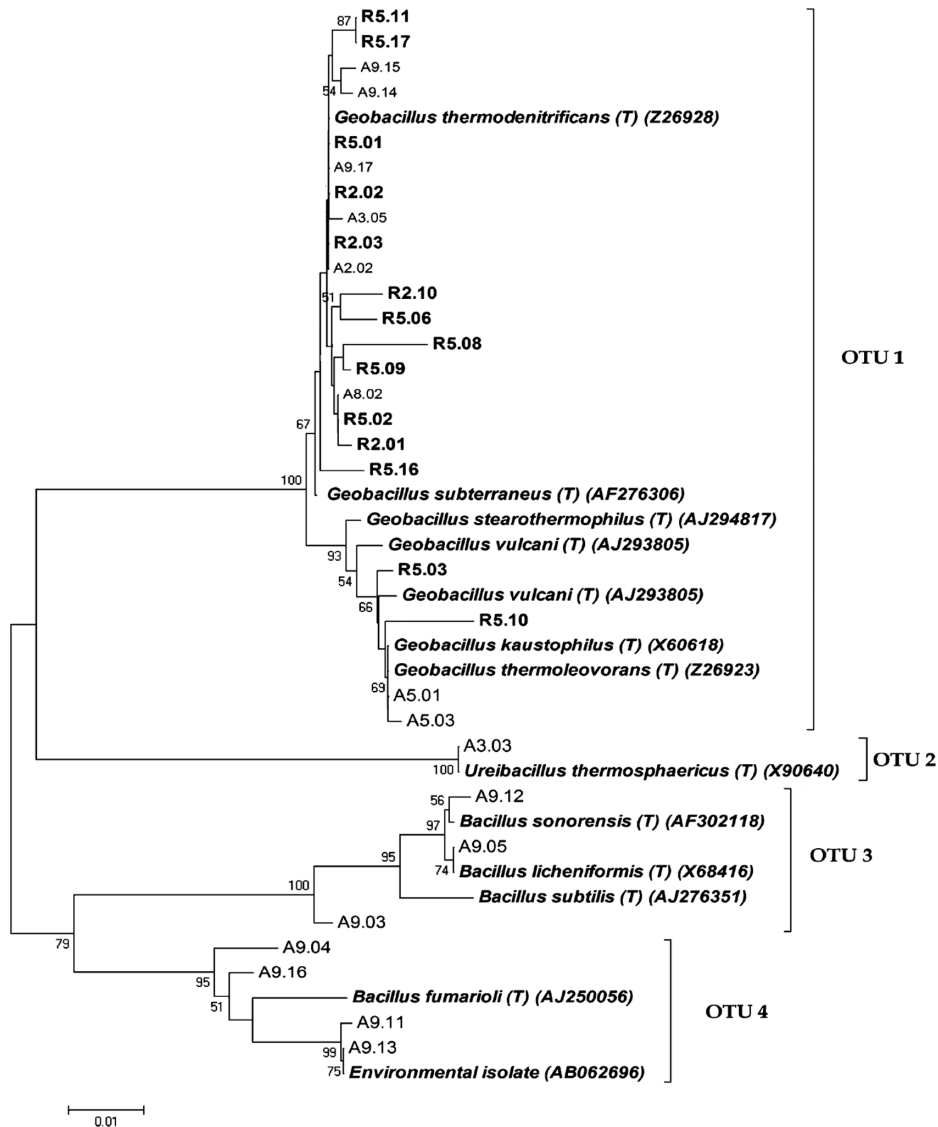 87
R5.11
R5.17
A9.15
54
A9.14
Geobacillus thermodenitrificans (T) (Z26928)
R5.01
A9.17
R2.02
A3.05
R2.03
A2.02
51
R2.10
R5.06
R5.08
OTU 1
R5.09
A8.02
R5.02
67
R2.01
R5.16
100
Geobacillus subterraneus (T) (AF276306)
Geobacillus stearothermophilus (T) (AJ294817)
93
Geobacillus vulcani (T) (AJ293805)
54
R5.03
66
Geobacillus vulcani (T) (AJ293805)
R5.10
Geobacillus kaustophilus (T) (X60618)
Geobacillus thermoleovorans (T) (Z26923)
69
A5.01
A5.03
A3.03
100
Ureibacillus thermosphaericus (T) (X90640)
OTU 2
56
A9.12
97
Bacillus sonorensis (T) (AF302118)
95
A9.05
OTU 3
74
Bacillus licheniformis (T) (X68416)
100
Bacillus subtilis (T) (AJ276351)
A9.03
79
A9.04
95
A9.16
51
Bacillus fumarioli (T) (AJ250056)
OTU 4
A9.11
99
A9.13
75
Environmental isolate (AB062696)
0.01